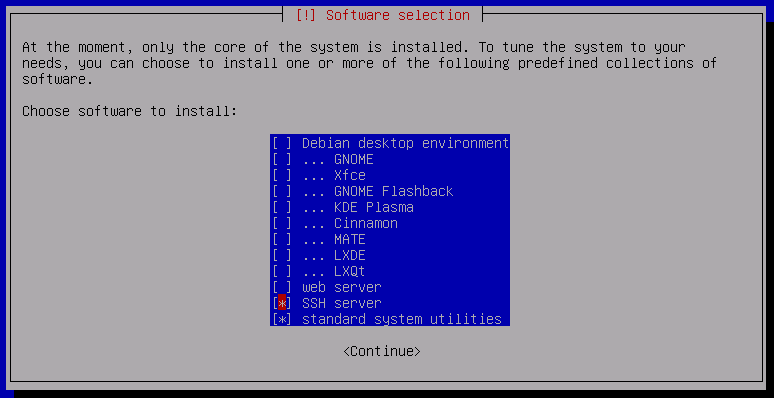 [!] Software selection
At the moment, only the core of the system is installed. To tune the system to your
needs, you can choose to install one or more of the following predefined collections of
software.
Choose software to install:
[ ] Debian desktop environment
[ ] ... GNOME
[ ] ... Xfce
[ ] ... GNOME Flashback
[ ] ... KDE Plasma
[ ] ... Cinnamon
[ ] ... MATE
[ ] ... LXDE
[ ] ... LXQt
[ ] web server
[*] SSH server
[*] standard system utilities
<Continue>